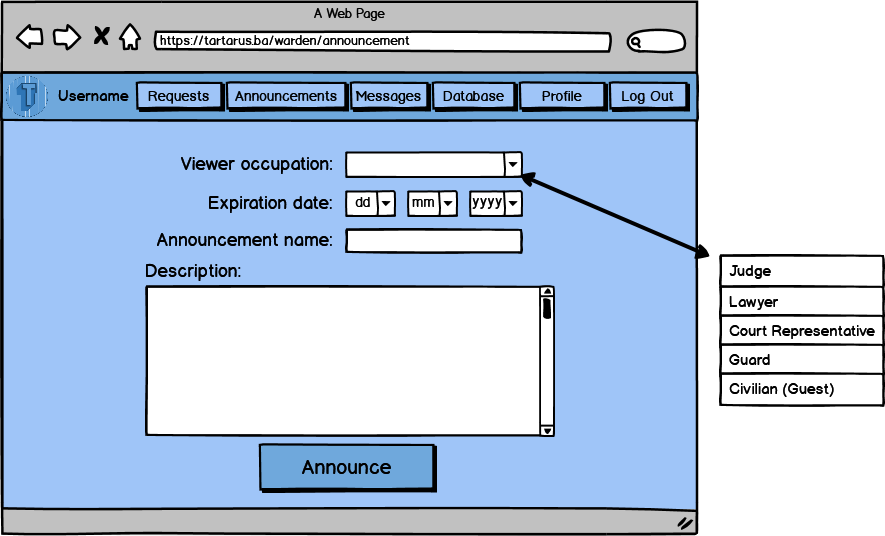 A Web Page
https://tartarus.ba/warden/announcement
T Username Requests Announcements Messages Database Profile Log Out
Viewer occupation:
Expiration date: dd mm yyyy
Announcement name:
Description:
Judge
Lawyer
Court Representative
Guard
Civilian (Guest)
Announce